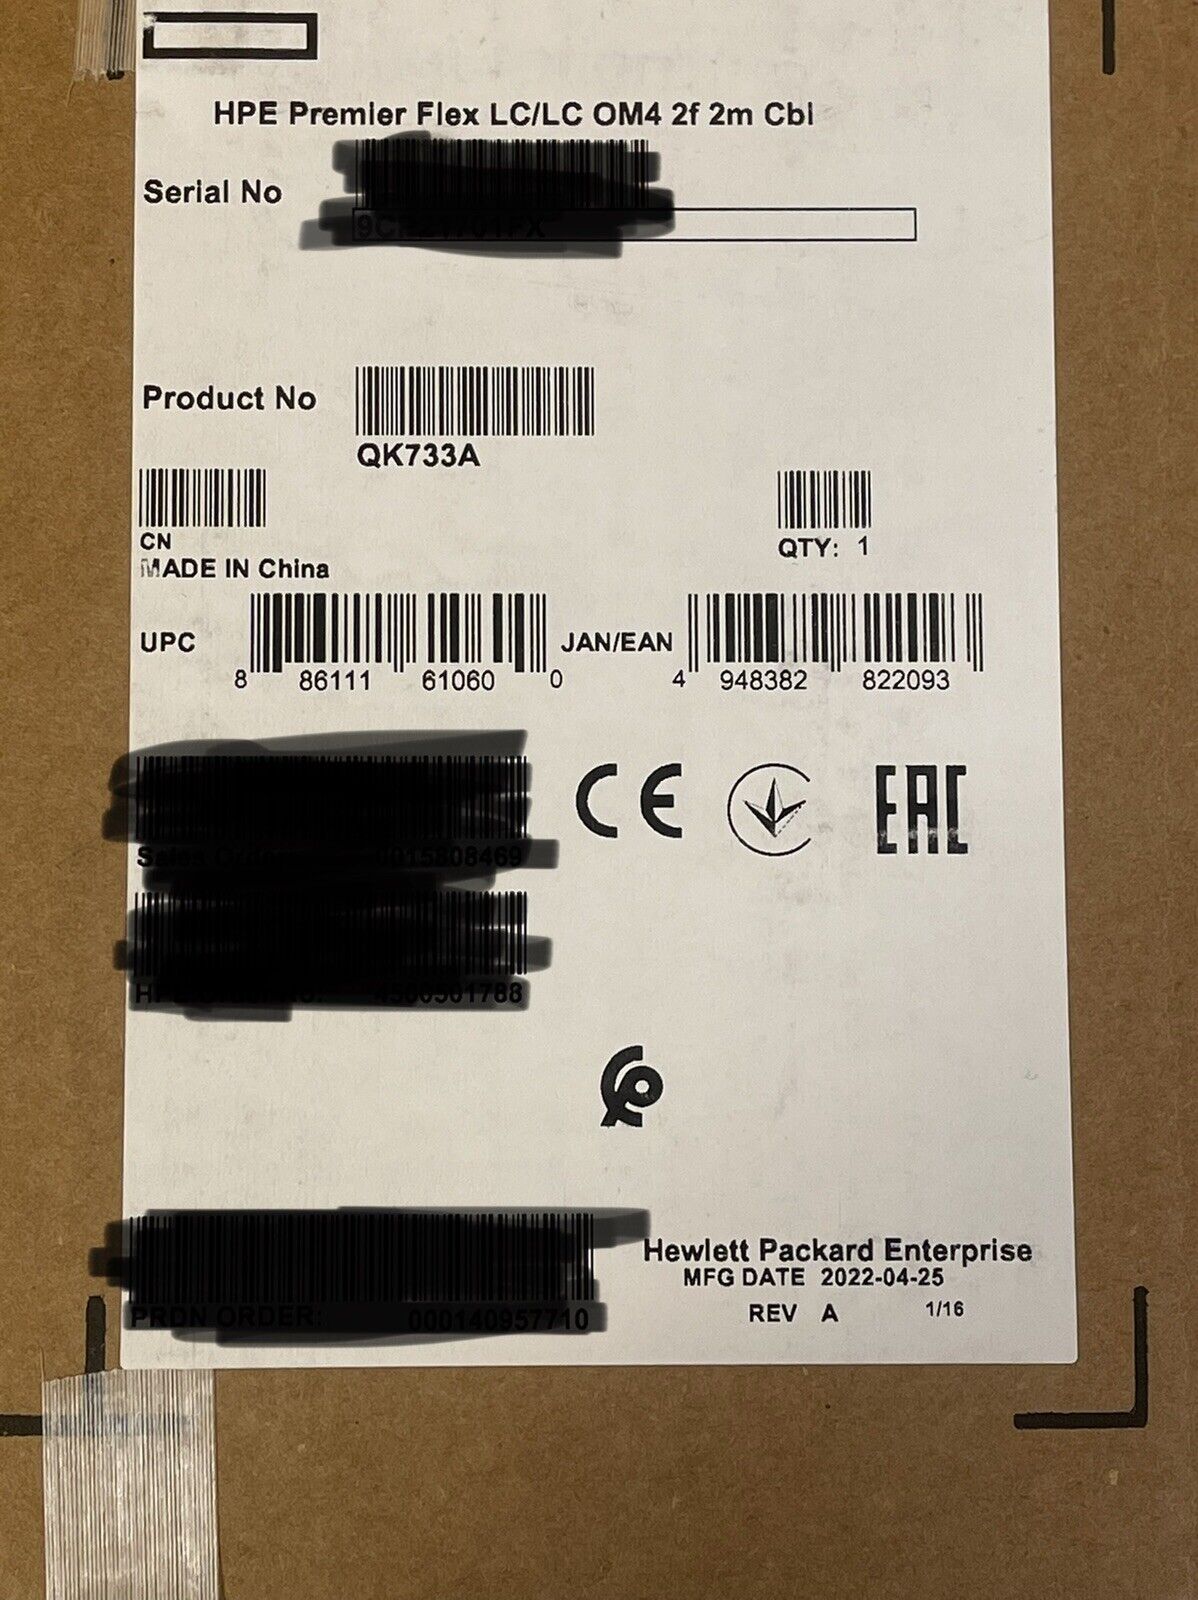 HPE Premier Flex LC/LC OM4 2f 2m Cbl
Serial No
Product No
QK733A
CN
MADE IN China
QTY: 1
UPC 8 86111 61060 0 JAN/EAN 4 948382 822093
CE EAC
Hewlett Packard Enterprise
MFG DATE 2022-04-25
REV A 1/16